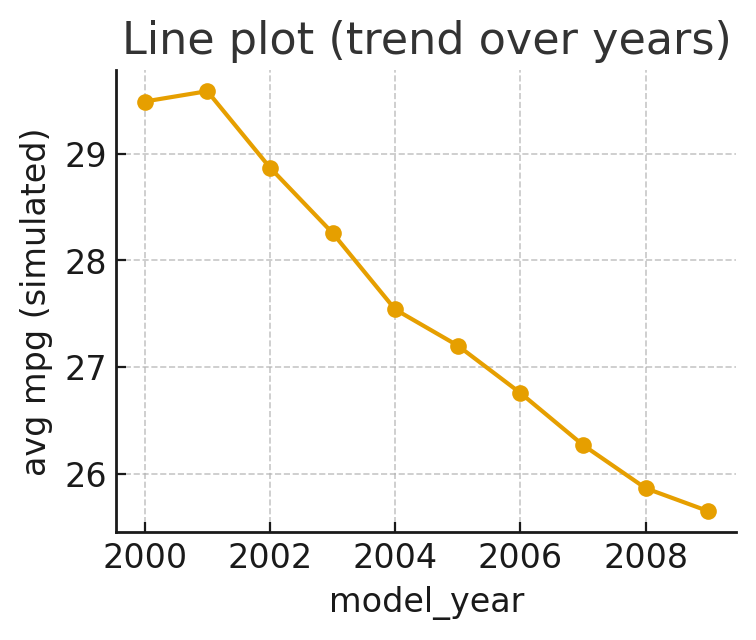 Line plot (trend over years)
avg mpg (simulated)
29
28
27
26
2000 2002 2004 2006 2008
model_year